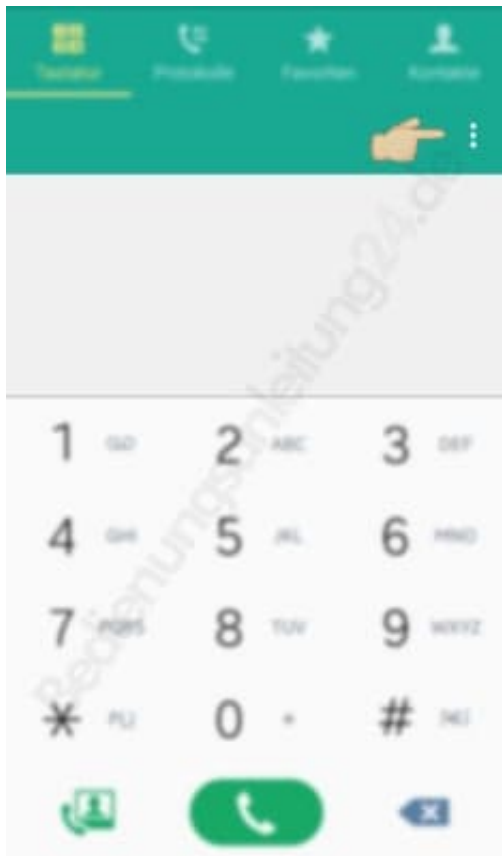 Tastatur Protokolle Favoriten Kontakte
1 2 ABC 3 DEF
4 GHI 5 JKL 6 MNO
7 PQRS 8 TUV 9 WXYZ
* 0 + #
Bedienungsanleitung24.de